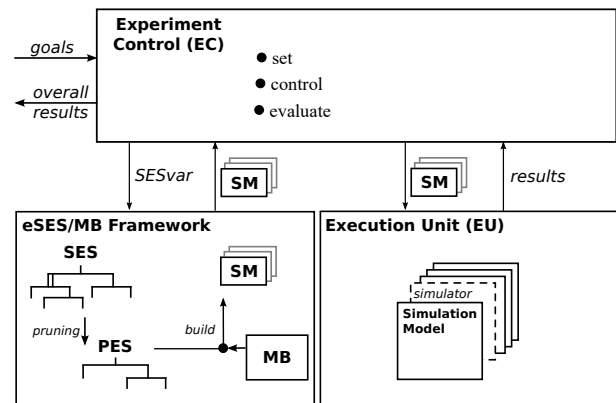 Experiment
Control (EC)
goals
overall
results
● set
● control
● evaluate
SESvar
SM
SM
results
eSES/MB Framework
SES
SM
pruning
PES
build
MB
Execution Unit (EU)
simulator
Simulation
Model